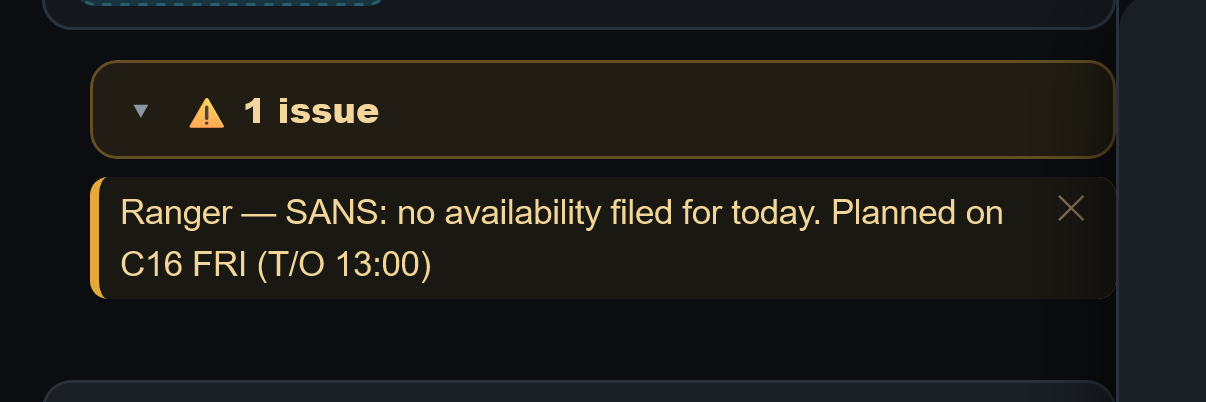 1 issue
Ranger — SANS: no availability filed for today. Planned on
C16 FRI (T/O 13:00)